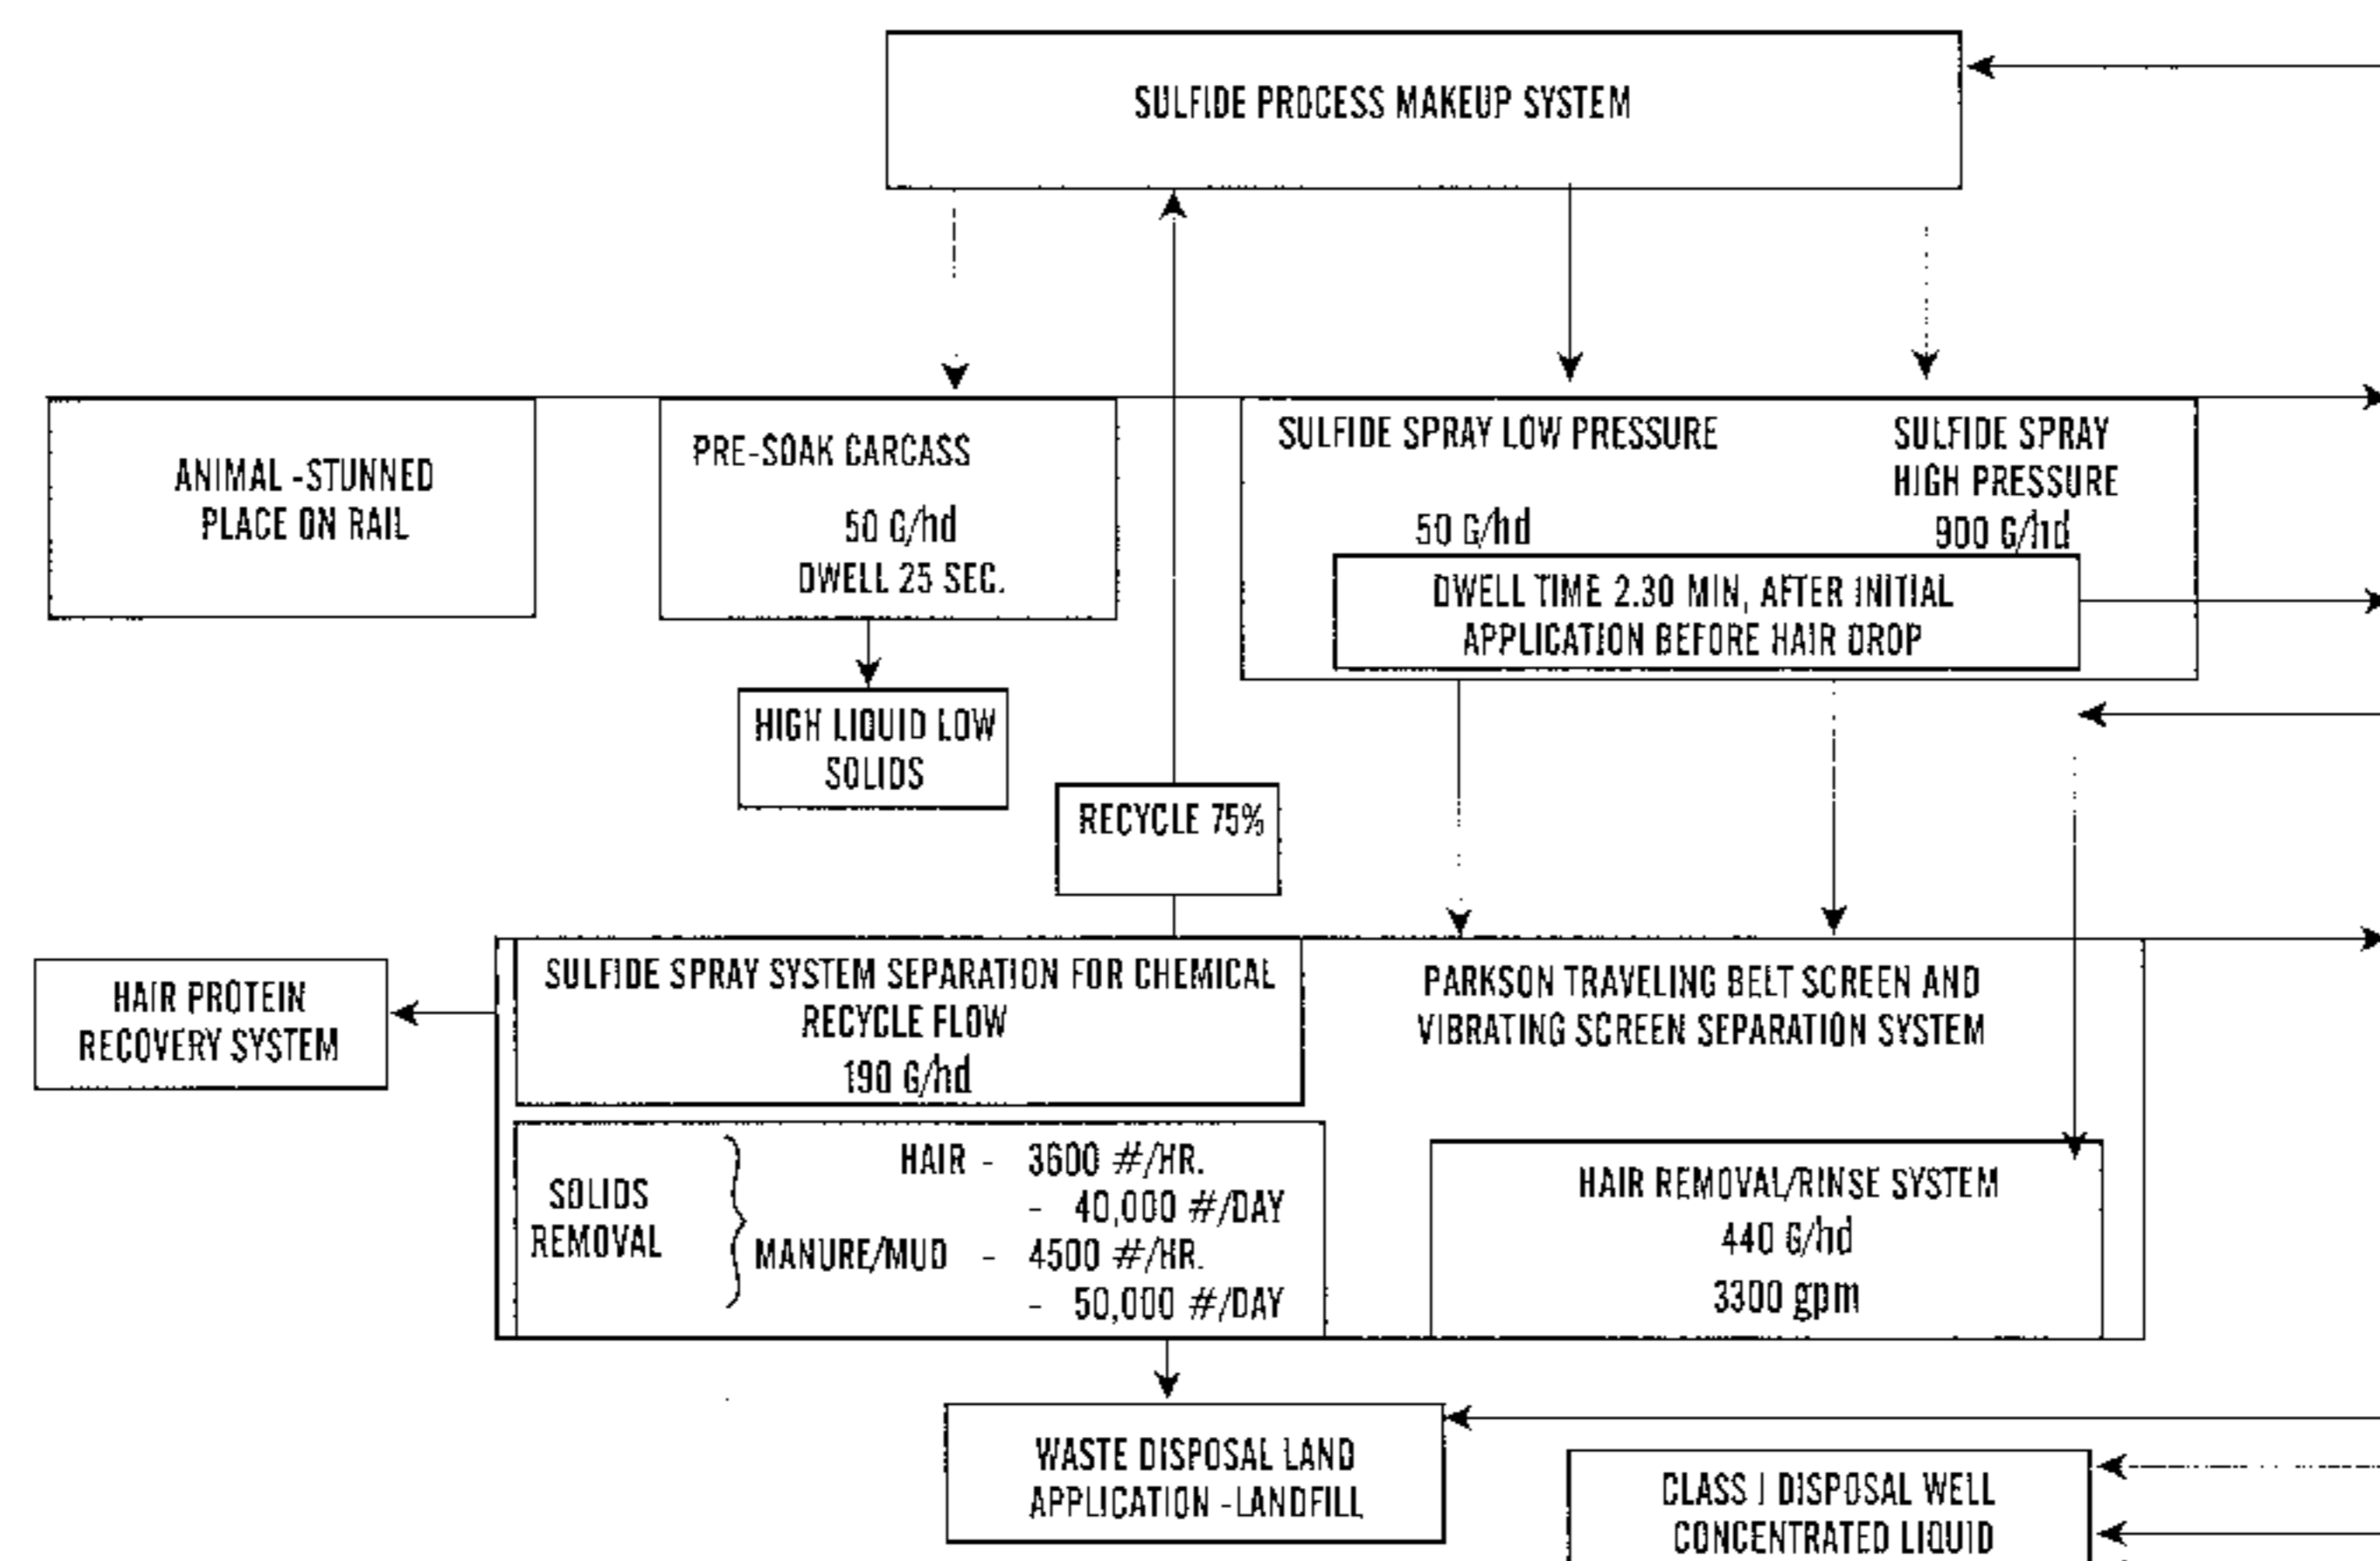 SULFIDE PROCESS MAKEUP SYSTEM
ANIMAL -STUNNED
PLACE ON RAIL
PRE-SOAK CARCASS
50 G/hd
DWELL 25 SEC.
SULFIDE SPRAY LOW PRESSURE
50 G/hd
SULFIDE SPRAY
HIGH PRESSURE
900 G/hd
DWELL TIME 2.30 MIN, AFTER INITIAL
APPLICATION BEFORE HAIR DROP
HIGH LIQUID LOW
SOLIDS
RECYCLE 75%
HAIR PROTEIN
RECOVERY SYSTEM
SULFIDE SPRAY SYSTEM SEPARATION FOR CHEMICAL
RECYCLE FLOW
190 G/hd
PARKSON TRAVELING BELT SCREEN AND
VIBRATING SCREEN SEPARATION SYSTEM
SOLIDS
REMOVAL
HAIR - 3600 #/HR.
- 40,000 #/DAY
MANURE/MUD - 4500 #/HR.
- 50,000 #/DAY
HAIR REMOVAL/RINSE SYSTEM
440 G/hd
3300 gpm
WASTE DISPOSAL LAND
APPLICATION -LANDFILL
CLASS I DISPOSAL WELL
CONCENTRATED LIQUID